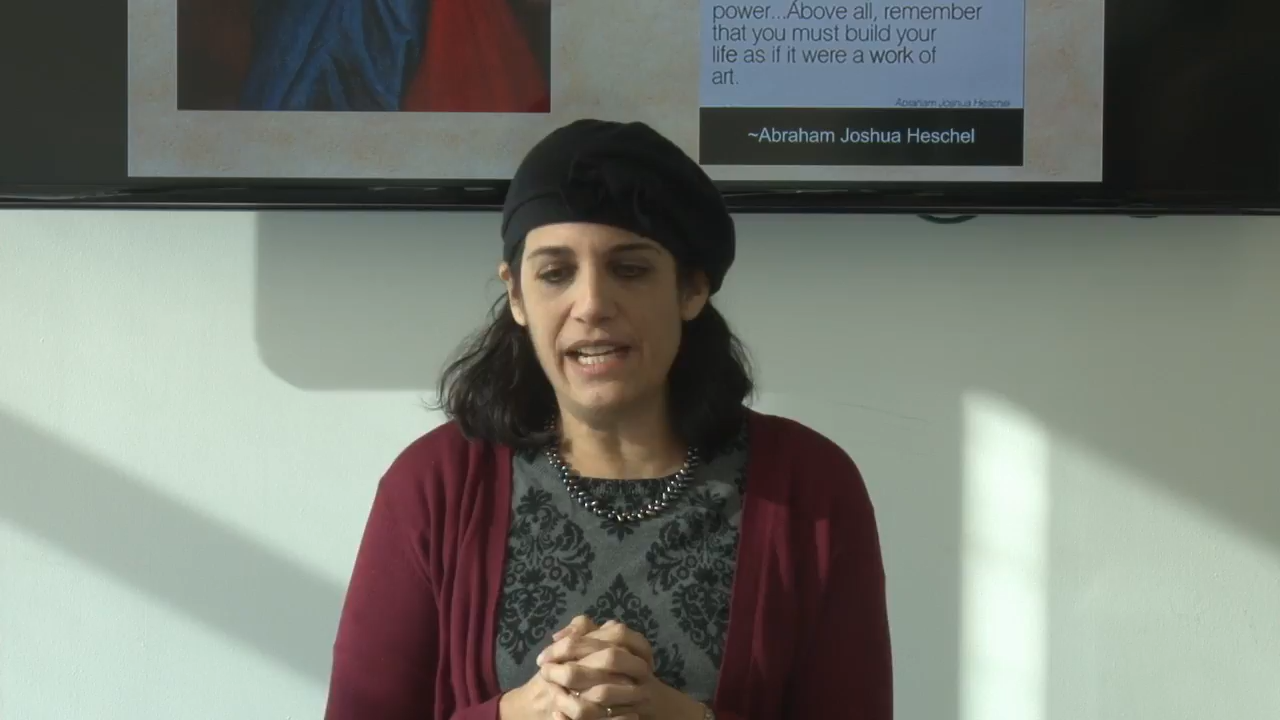 power...Above all, remember
that you must build your
life as if it were a work of
art.
Abraham Joshua Heschel
~Abraham Joshua Heschel